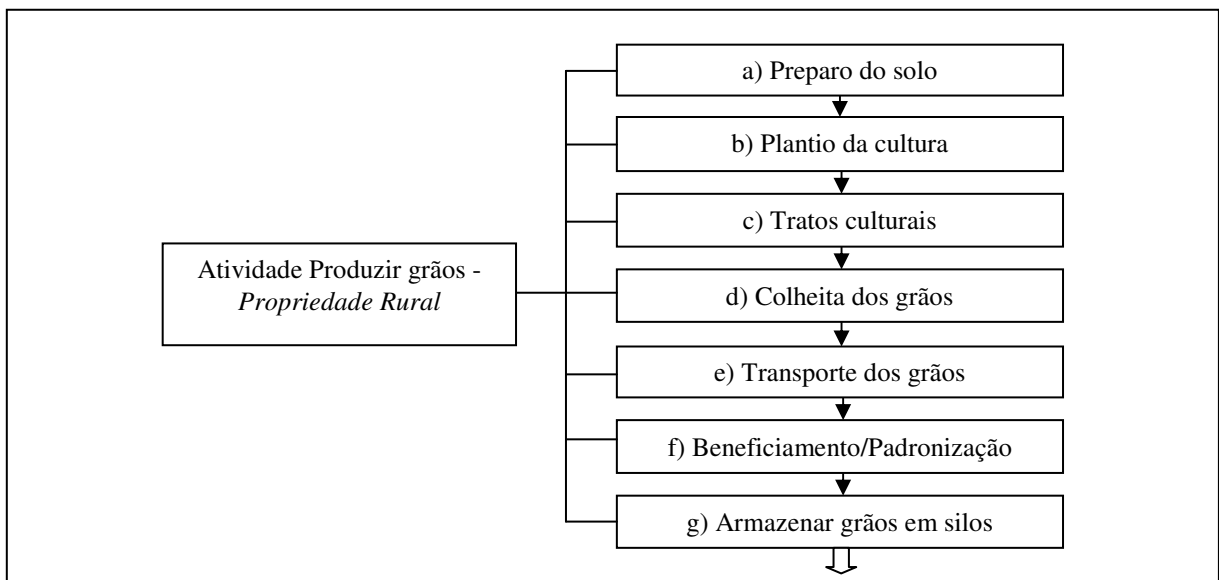 a) Preparo do solo
b) Plantio da cultura
c) Tratos culturais
Atividade Produzir grãos -
Propriedade Rural
d) Colheita dos grãos
e) Transporte dos grãos
f) Beneficiamento/Padronização
g) Armazenar grãos em silos